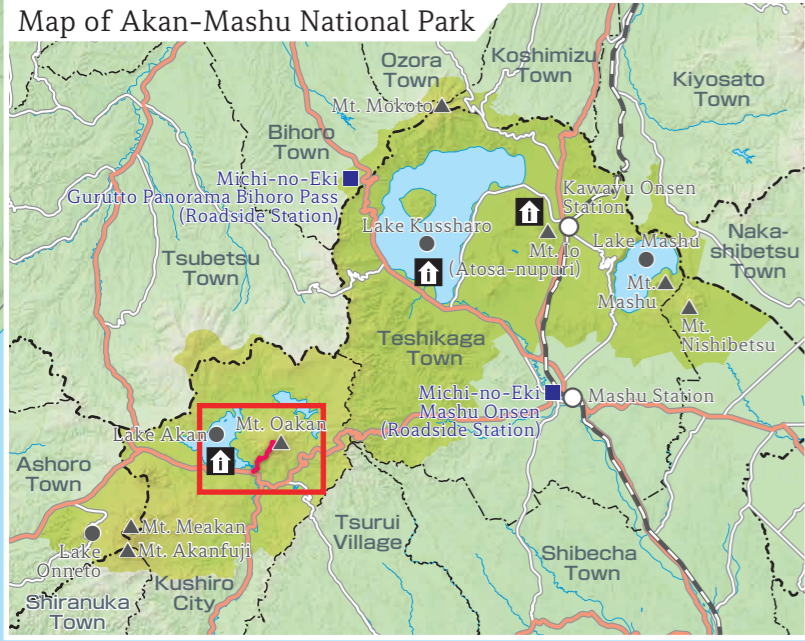 Map of Akan-Mashu National Park
Ozora
Town
Koshimizu
Town
Kiyosato
Town
Mt. Mokoto
Bihoro
Town
Michi-no-Eki
Gurutto Panorama Bihoro Pass
(Roadside Station)
Kawayu Onsen
Station
Lake Kussharo
Mt. Io
(Atosa-nupuri)
Lake Mashu
Naka-
shibetsu
Town
Mt.
Mashu
Mt.
Nishibetsu
Tsubetsu
Town
Teshikaga
Town
Michi-no-Eki
Mashu Onsen
(Roadside Station)
Mashu Station
Lake Akan
Mt. Oakan
Ashoro
Town
Mt. Meakan
Mt. Akanfuji
Lake
Onneto
Tsurui
Village
Shibecha
Town
Kushiro
City
Shiranuka
Town